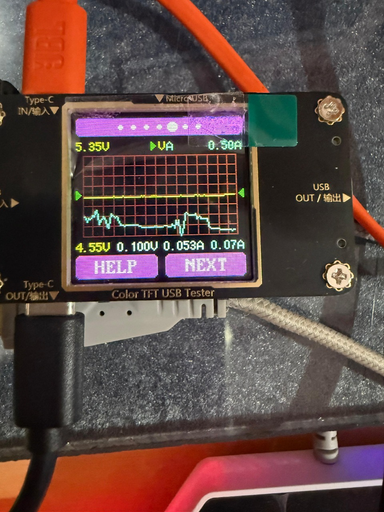 Type-C
IN/输入▼
▼MicroUSB
5.35V ▶VA 0.50A
USB
OUT / 输出▶
4.55V 0.100V 0.053A 0.07A
HELP NEXT
Type-C
OUT/输出▼
Color TFT USB Tester
JBL